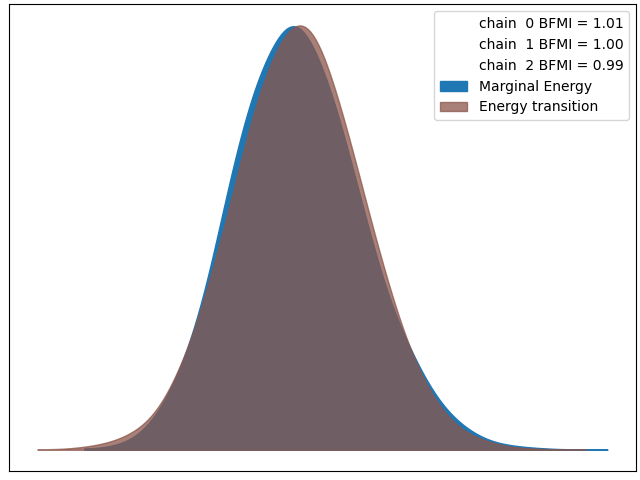 chain  0 BFMI = 1.01
chain  1 BFMI = 1.00
chain  2 BFMI = 0.99
Marginal Energy
Energy transition